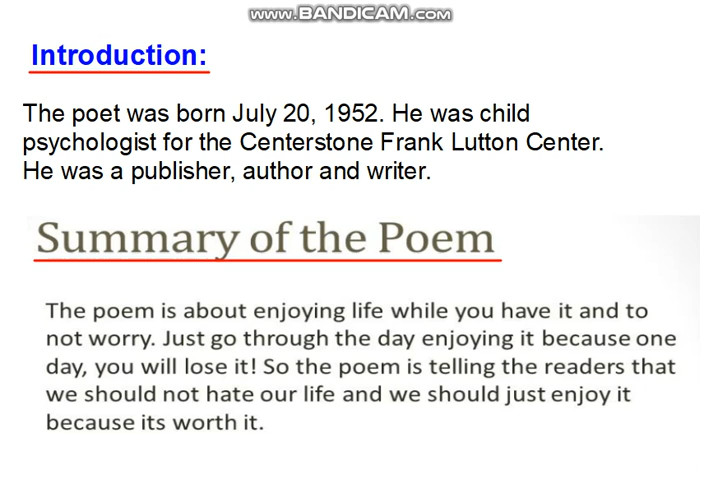 www.BANDICAM.com
Introduction:
The poet was born July 20, 1952. He was child
psychologist for the Centerstone Frank Lutton Center.
He was a publisher, author and writer.
Summary of the Poem
The poem is about enjoying life while you have it and to
not worry. Just go through the day enjoying it because one
day, you will lose it! So the poem is telling the readers that
we should not hate our life and we should just enjoy it
because its worth it.